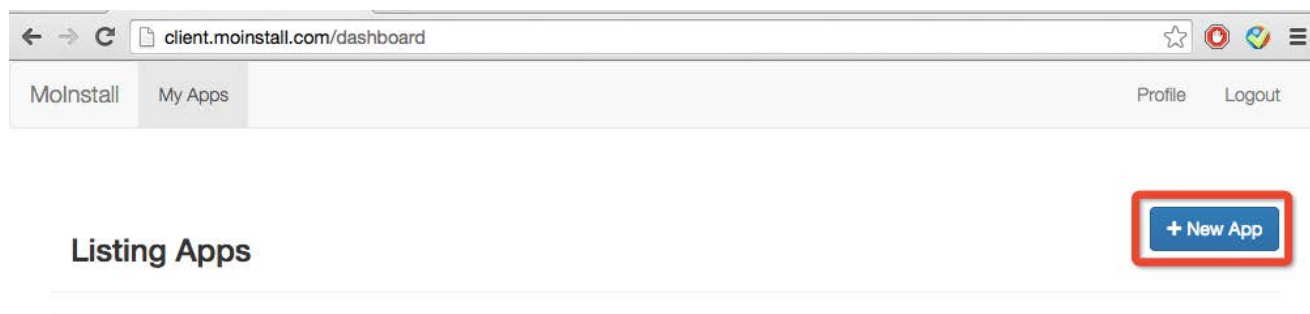 client.moinstall.com/dashboard
MoInstall My Apps Profile Logout
+ New App
Listing Apps